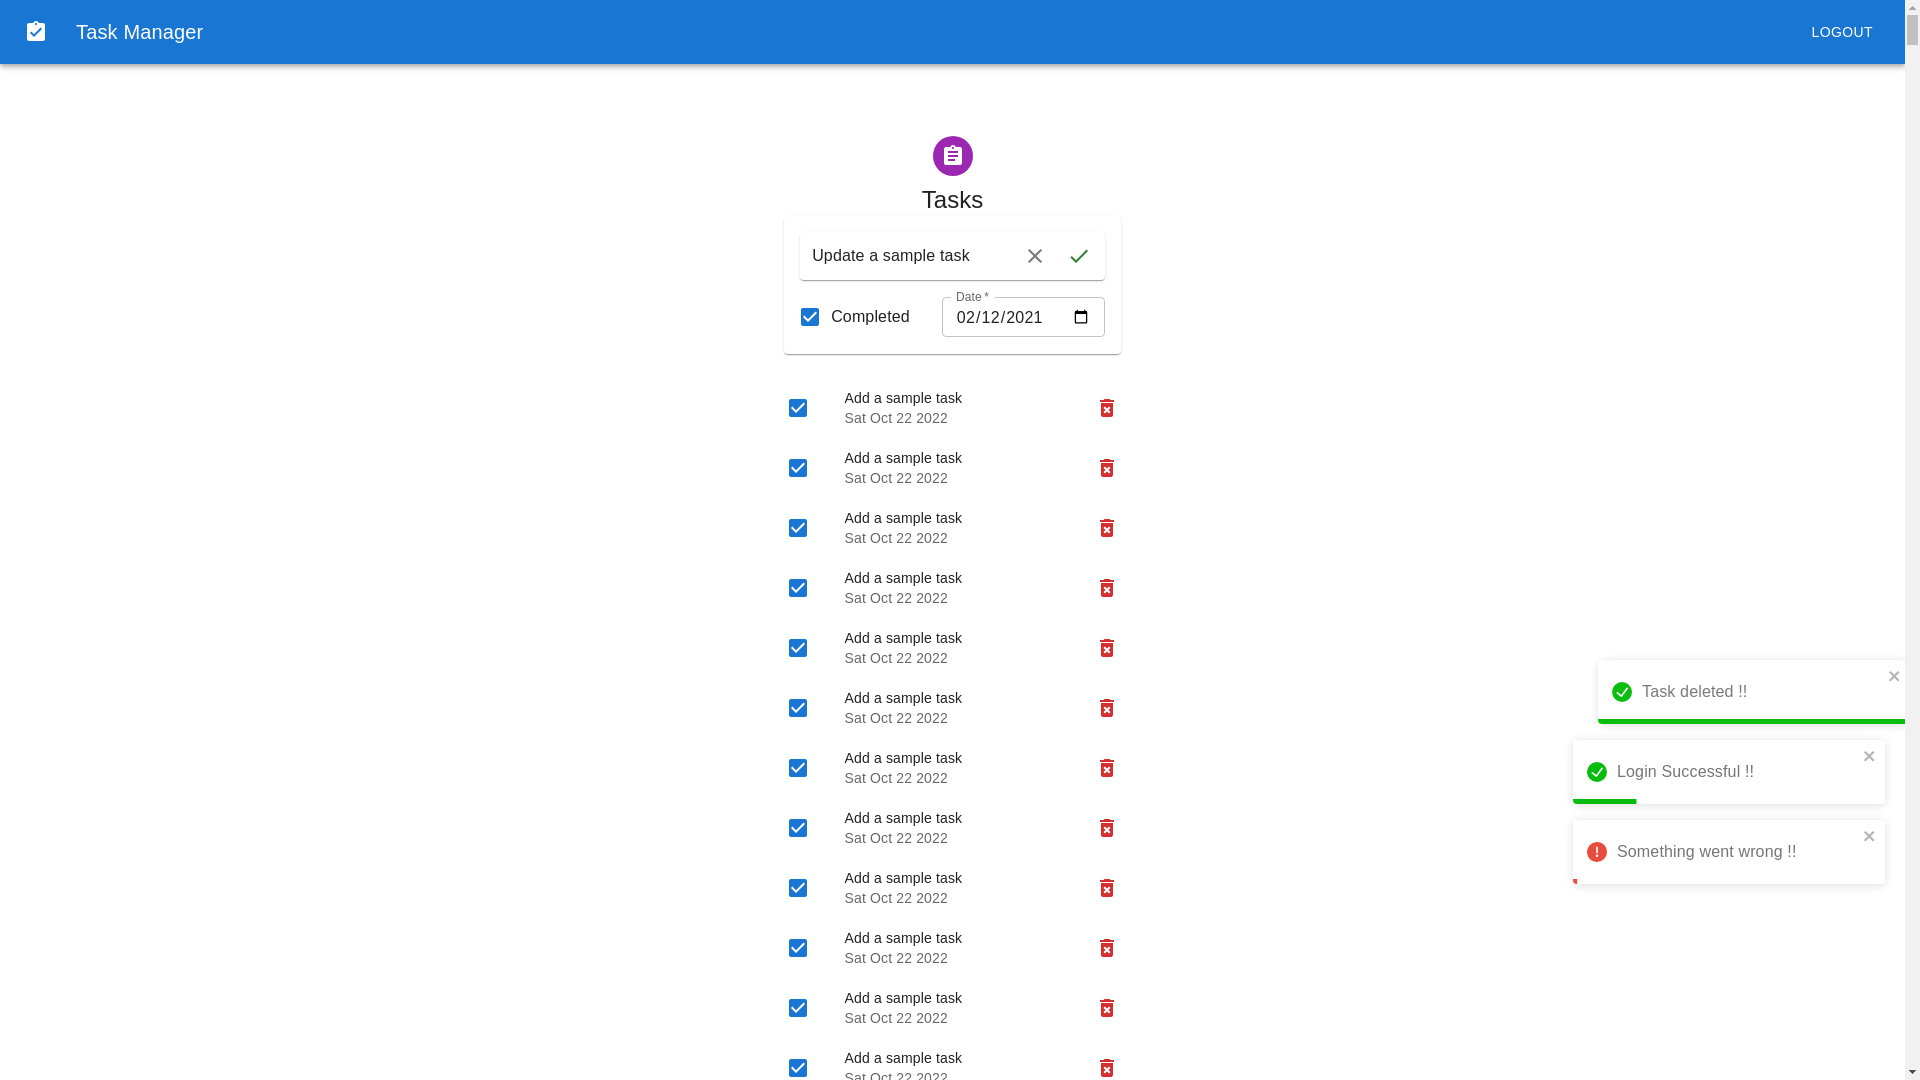 Task Manager
LOGOUT
Tasks
Update a sample task
Date *
Completed
02/12/2021
Add a sample task
Sat Oct 22 2022
Add a sample task
Sat Oct 22 2022
Add a sample task
Sat Oct 22 2022
Add a sample task
Sat Oct 22 2022
Add a sample task
Sat Oct 22 2022
Add a sample task
Sat Oct 22 2022
Add a sample task
Sat Oct 22 2022
Add a sample task
Sat Oct 22 2022
Add a sample task
Sat Oct 22 2022
Add a sample task
Sat Oct 22 2022
Add a sample task
Sat Oct 22 2022
Add a sample task
Sat Oct 22 2022
Task deleted !!
Login Successful !!
Something went wrong !!